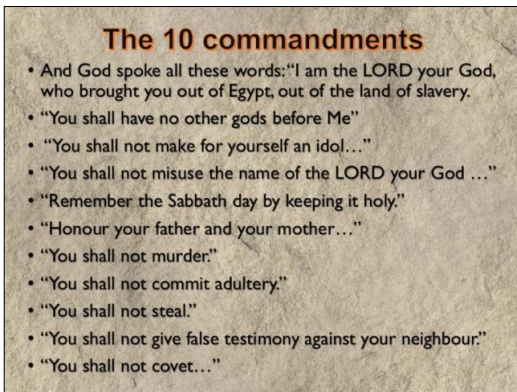 The 10 commandments
• And God spoke all these words: “I am the LORD your God,
who brought you out of Egypt, out of the land of slavery.
• “You shall have no other gods before Me”
• “You shall not make for yourself an idol…”
• “You shall not misuse the name of the LORD your God …”
• “Remember the Sabbath day by keeping it holy.”
• “Honour your father and your mother…”
• “You shall not murder.”
• “You shall not commit adultery.”
• “You shall not steal.”
• “You shall not give false testimony against your neighbour.”
• “You shall not covet…”